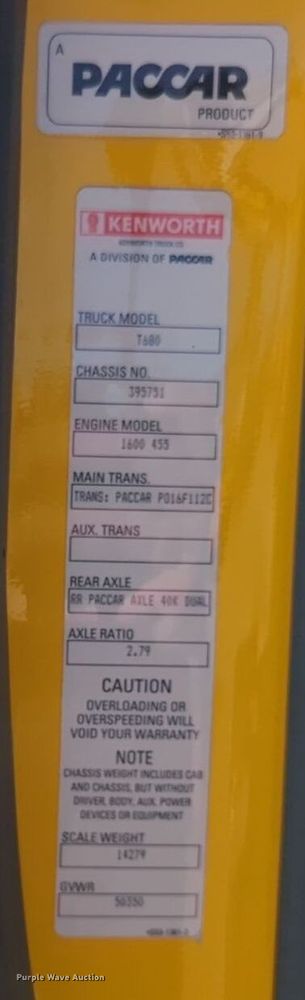 A
PACCAR
PRODUCT
KENWORTH
KENWORTH TRUCK CO.
A DIVISION OF PACCAR
TRUCK MODEL
T680
CHASSIS NO.
395751
ENGINE MODEL
1600 455
MAIN TRANS.
TRANS: PACCAR PO16F112C
AUX. TRANS
REAR AXLE
RR PACCAR AXLE 40K DUAL
AXLE RATIO
2.79
CAUTION
OVERLOADING OR
OVERSPEEDING WILL
VOID YOUR WARRANTY
NOTE
CHASSIS WEIGHT INCLUDES CAB
AND CHASSIS, BUT WITHOUT
DRIVER, BODY, AUX. POWER
DEVICES OR EQUIPMENT
SCALE WEIGHT
14279
GVWR
50350
Purple Wave Auction